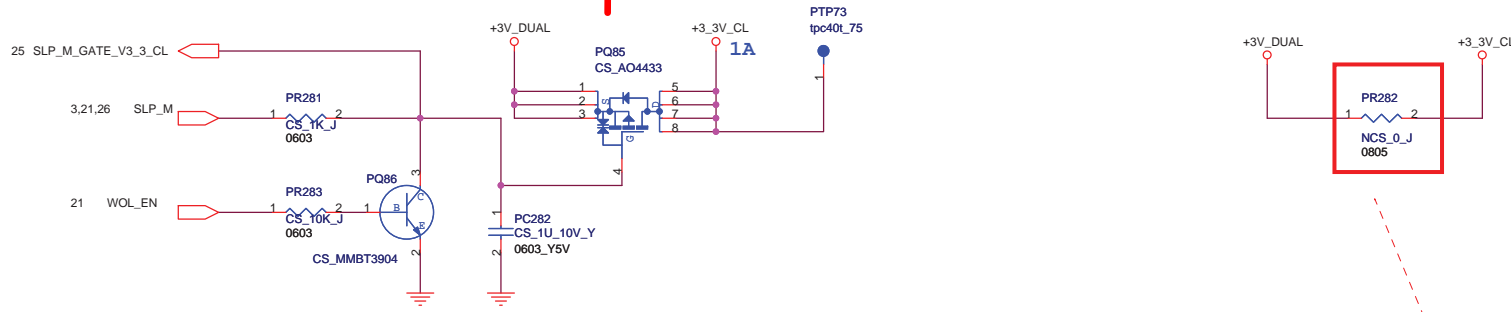 PTP73
tpc40t_75
+3V_DUAL
+3_3V_CL
1A
25 SLP_M_GATE_V3_3_CL
PQ85
CS_AO4433
1
1
2
3
S
D
G
5
6
7
8
4
3,21,26 SLP_M
PR281
1
2
CS_1K_J
0603
21 WOL_EN
PR283
1
2
CS_10K_J
0603
PQ86
3
1
B
C
E
2
CS_MMBT3904
1
PC282
CS_1U_10V_Y
0603_Y5V
2
+3V_DUAL
+3_3V_CL
PR282
1
2
NCS_0_J
0805